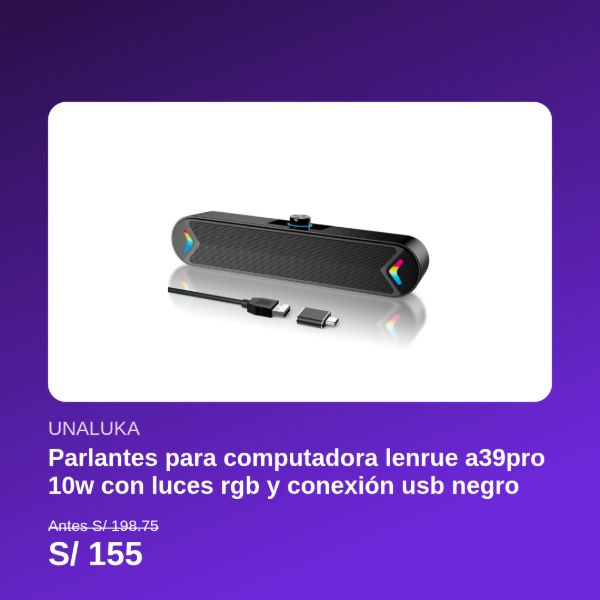 UNALUKA
Parlantes para computadora lenrue a39pro
10w con luces rgb y conexión usb negro
Antes S/ 198.75
S/ 155